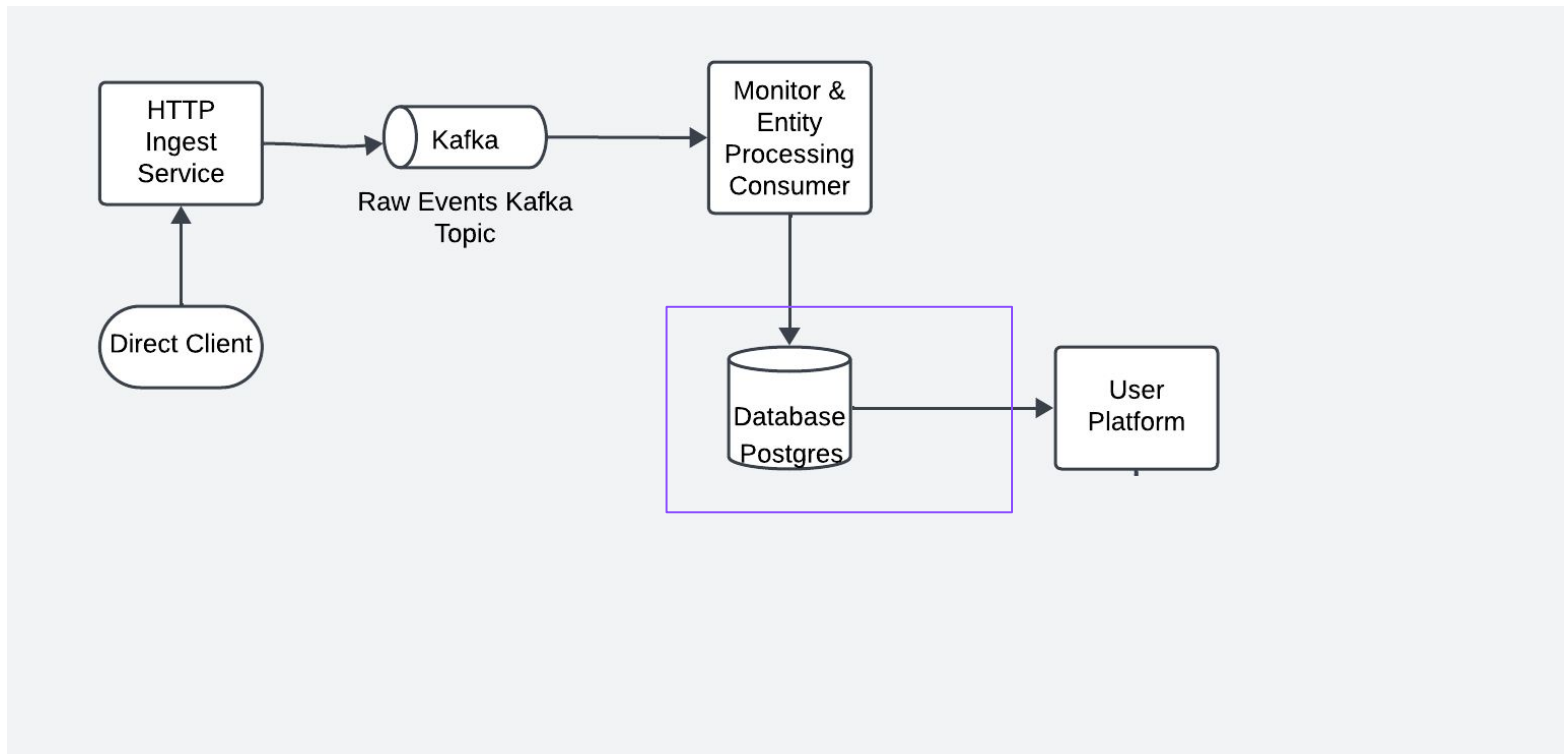 HTTP
Ingest
Service
Kafka
Raw Events Kafka
Topic
Monitor &
Entity
Processing
Consumer
Direct Client
Database
Postgres
User
Platform